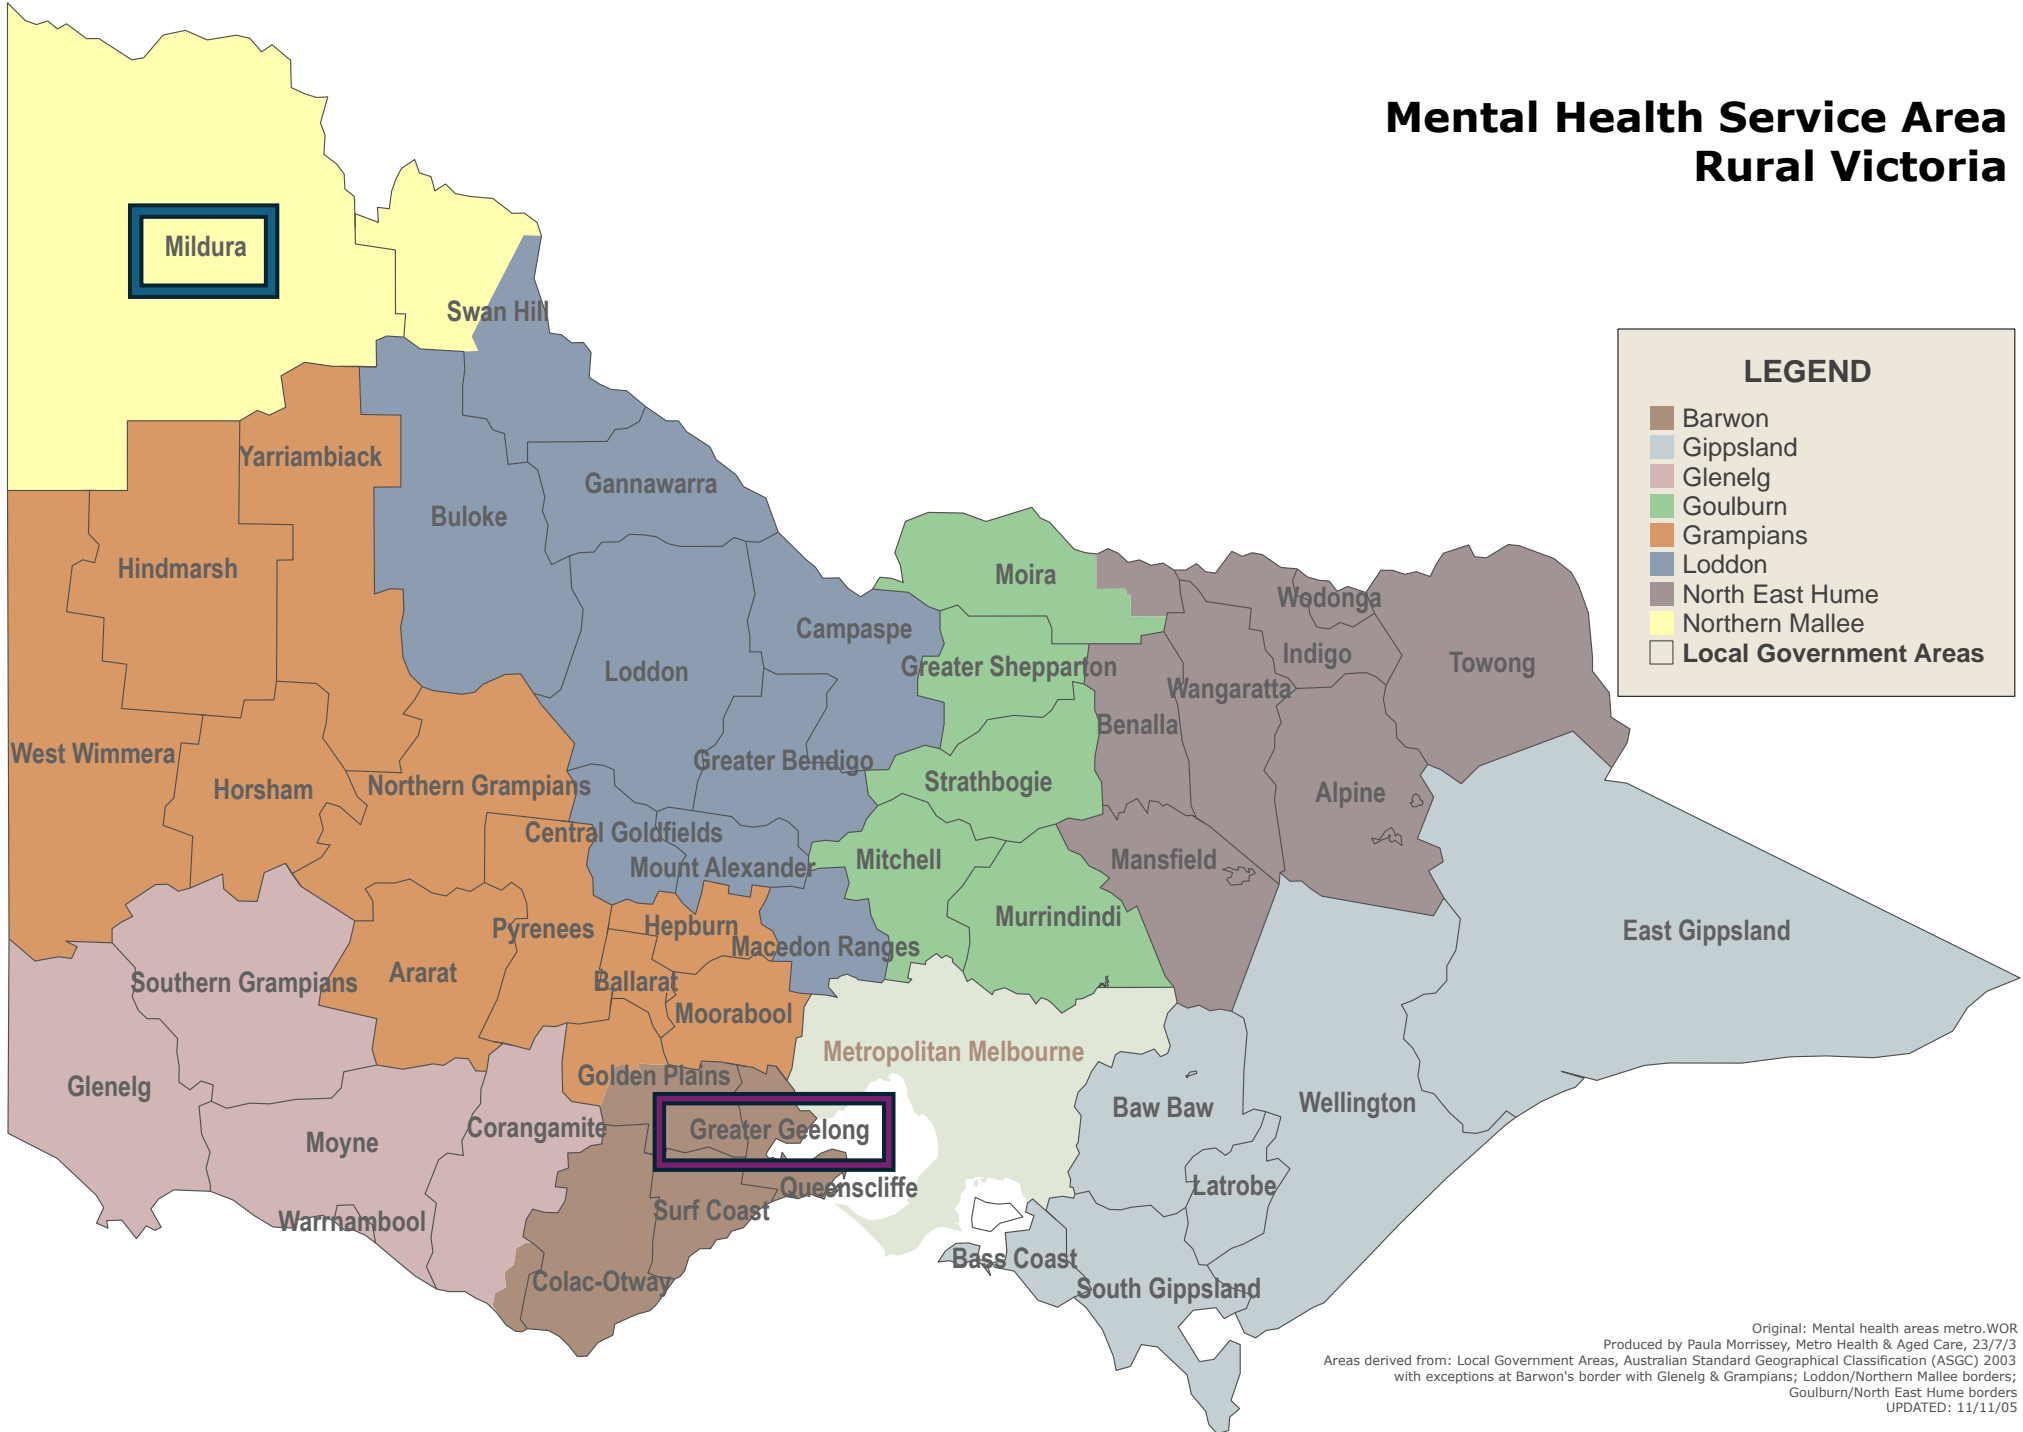 Mental Health Service Area
Rural Victoria
Mildura
Swan Hill
LEGEND
Barwon
Gippsland
Glenelg
Goulburn
Grampians
Loddon
North East Hume
Northern Mallee
Local Government Areas
Yarriambiack
Gannawarra
Buloke
Hindmarsh
Moira
Wodonga
Campaspe
Greater Shepparton
Loddon
Indigo
Towong
Wangaratta
Benalla
West Wimmera
Greater Bendigo
Strathbogie
Horsham
Northern Grampians
Alpine
Central Goldfields
Mount Alexander
Mitchell
Mansfield
Murrindindi
Pyrenees
Hepburn
Macedon Ranges
East Gippsland
Southern Grampians
Ararat
Ballarat
Moorabool
Metropolitan Melbourne
Golden Plains
Glenelg
Baw Baw
Wellington
Moyne
Corangamite
Greater Geelong
Queenscliffe
Latrobe
Surf Coast
Warrnambool
Bass Coast
Colac-Otway
South Gippsland
Original: Mental health areas metro.WOR
Produced by Paula Morrissey, Metro Health & Aged Care, 23/7/3
Areas derived from: Local Government Areas, Australian Standard Geographical Classification (ASGC) 2003
with exceptions at Barwon's border with Glenelg & Grampians; Loddon/Northern Mallee borders;
Goulburn/North East Hume borders
UPDATED: 11/11/05